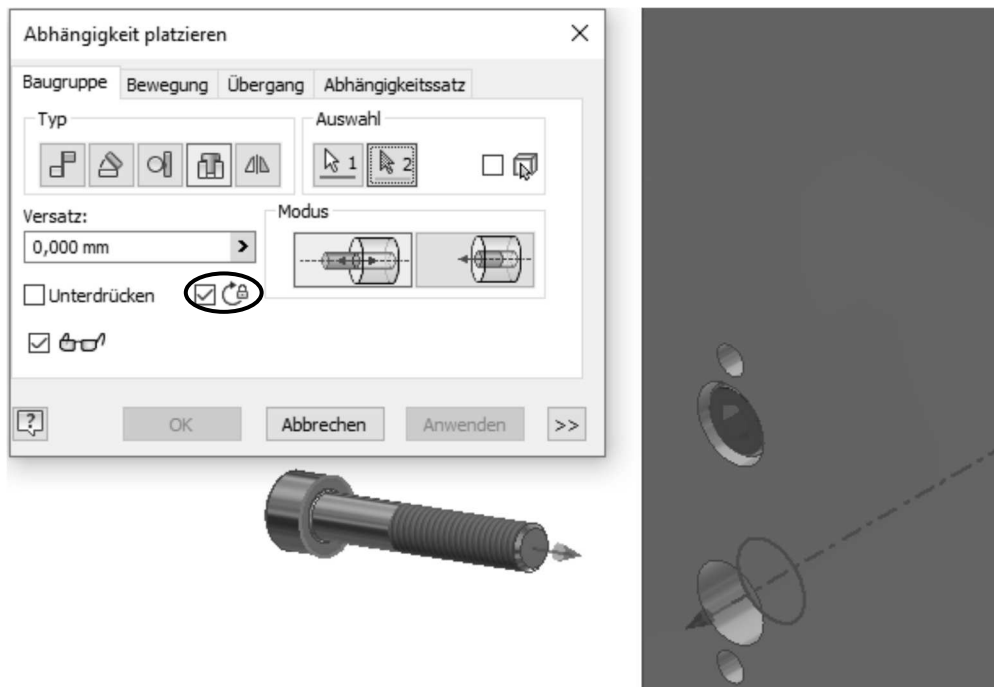 Abhängigkeit platzieren
Baugruppe Bewegung Übergang Abhängigkeitssatz
Typ
Auswahl
1 2
Versatz:
Modus
0,000 mm
Unterdrücken
? OK Abbrechen Anwenden >>